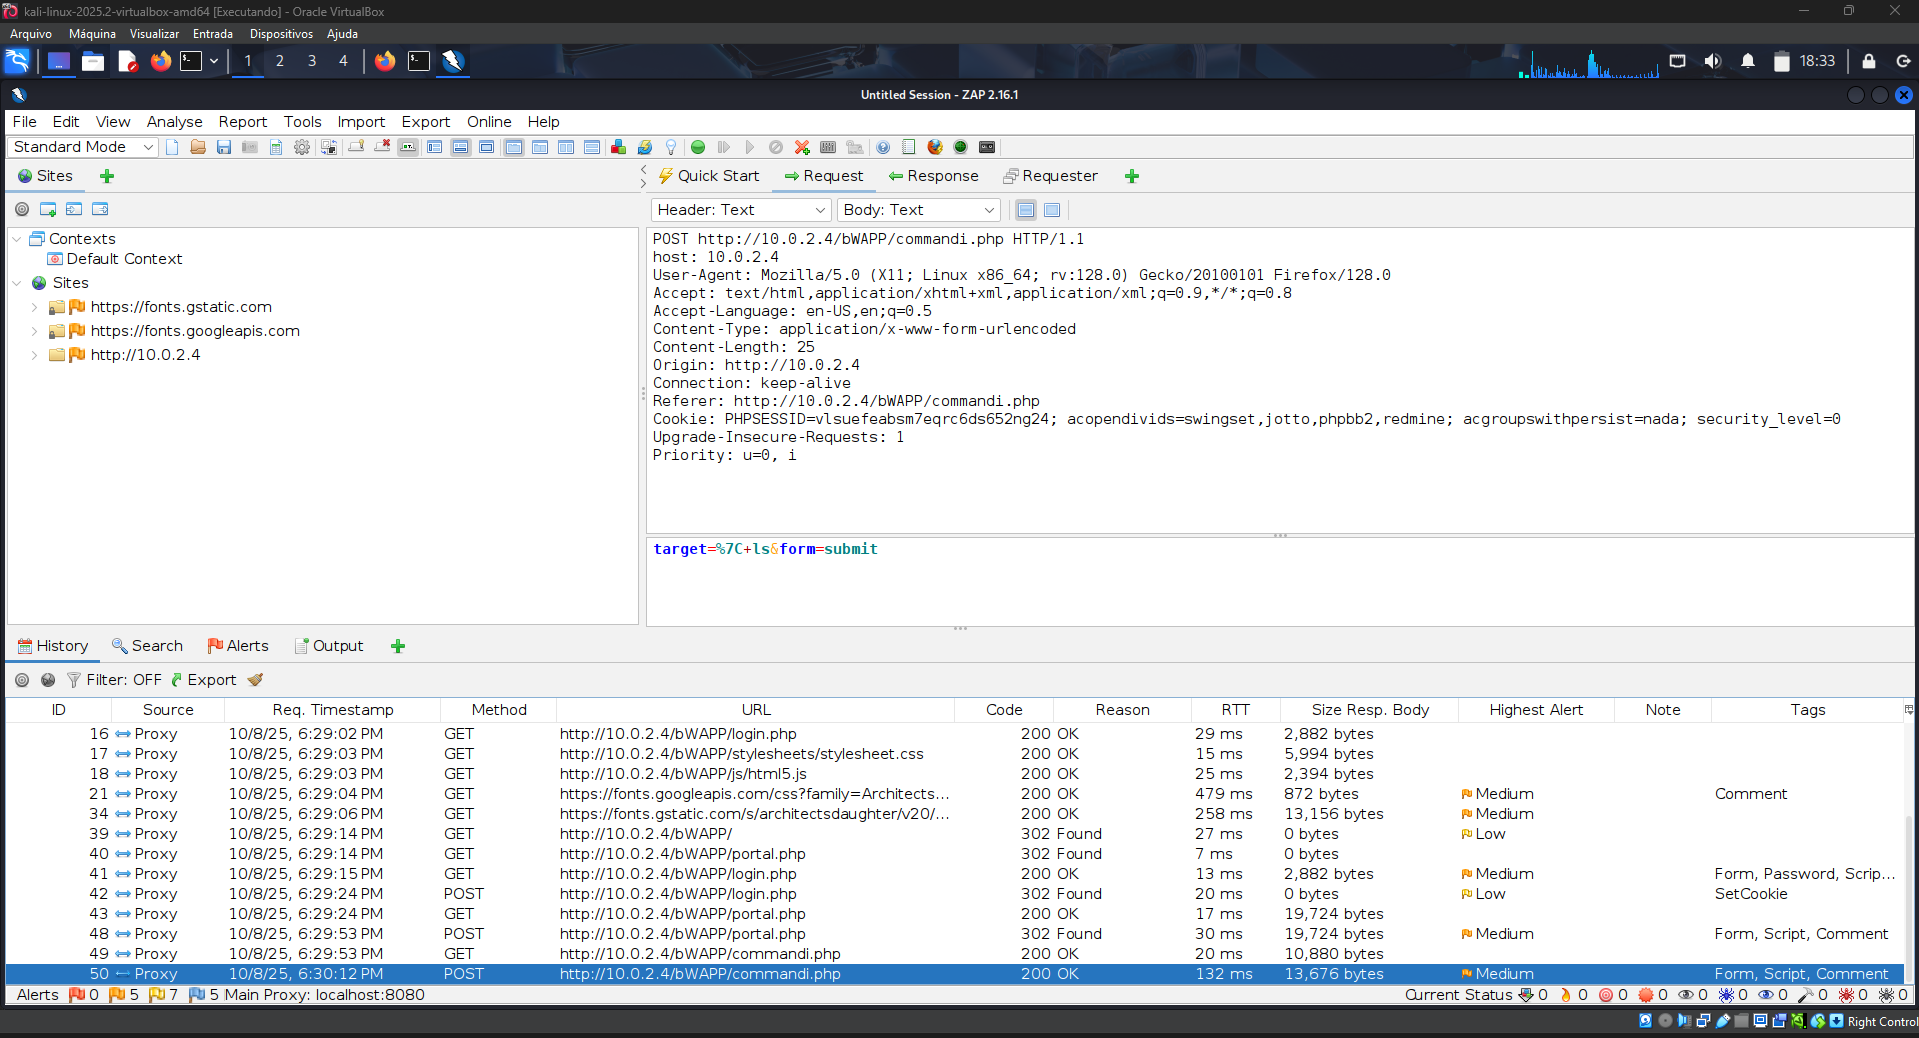 kali-linux-2025.2-virtualbox-amd64 [Executando] - Oracle VirtualBox
Arquivo Máquina Visualizar Entrada Dispositivos Ajuda
1 2 3 4 18:33
Untitled Session - ZAP 2.16.1
File Edit View Analyse Report Tools Import Export Online Help
Standard Mode
Sites
Quick Start Request Response Requester
Header: Text Body: Text
Contexts
Default Context
Sites
https://fonts.gstatic.com
https://fonts.googleapis.com
http://10.0.2.4
POST http://10.0.2.4/bWAPP/commandi.php HTTP/1.1
host: 10.0.2.4
User-Agent: Mozilla/5.0 (X11; Linux x86_64; rv:128.0) Gecko/20100101 Firefox/128.0
Accept: text/html,application/xhtml+xml,application/xml;q=0.9,*/*;q=0.8
Accept-Language: en-US,en;q=0.5
Content-Type: application/x-www-form-urlencoded
Content-Length: 25
Origin: http://10.0.2.4
Connection: keep-alive
Referer: http://10.0.2.4/bWAPP/commandi.php
Cookie: PHPSESSID=vlsuefeabsm7eqrc6ds652ng24; acopendivids=swingset,jotto,phpbb2,redmine; acgroupswithpersist=nada; security_level=0
Upgrade-Insecure-Requests: 1
Priority: u=0, i
target=%7C+ls&form=submit
History Search Alerts Output
Filter: OFF Export
ID Source Req. Timestamp Method URL Code Reason RTT Size Resp. Body Highest Alert Note Tags
16 Proxy 10/8/25, 6:29:02 PM GET http://10.0.2.4/bWAPP/login.php 200 OK 29 ms 2,882 bytes
17 Proxy 10/8/25, 6:29:03 PM GET http://10.0.2.4/bWAPP/stylesheets/stylesheet.css 200 OK 15 ms 5,994 bytes
18 Proxy 10/8/25, 6:29:03 PM GET http://10.0.2.4/bWAPP/js/html5.js 200 OK 25 ms 2,394 bytes
21 Proxy 10/8/25, 6:29:04 PM GET https://fonts.googleapis.com/css?family=Architects... 200 OK 479 ms 872 bytes Medium Comment
34 Proxy 10/8/25, 6:29:06 PM GET https://fonts.gstatic.com/s/architectsdaughter/v20/... 200 OK 258 ms 13,156 bytes Medium
39 Proxy 10/8/25, 6:29:14 PM GET http://10.0.2.4/bWAPP/ 302 Found 27 ms 0 bytes Low
40 Proxy 10/8/25, 6:29:14 PM GET http://10.0.2.4/bWAPP/portal.php 302 Found 7 ms 0 bytes
41 Proxy 10/8/25, 6:29:15 PM GET http://10.0.2.4/bWAPP/login.php 200 OK 13 ms 2,882 bytes Medium Form, Password, Scrip...
42 Proxy 10/8/25, 6:29:24 PM POST http://10.0.2.4/bWAPP/login.php 302 Found 20 ms 0 bytes Low SetCookie
43 Proxy 10/8/25, 6:29:24 PM GET http://10.0.2.4/bWAPP/portal.php 200 OK 17 ms 19,724 bytes
48 Proxy 10/8/25, 6:29:53 PM POST http://10.0.2.4/bWAPP/portal.php 302 Found 30 ms 19,724 bytes Medium Form, Script, Comment
49 Proxy 10/8/25, 6:29:53 PM GET http://10.0.2.4/bWAPP/commandi.php 200 OK 20 ms 10,880 bytes
50 Proxy 10/8/25, 6:30:12 PM POST http://10.0.2.4/bWAPP/commandi.php 200 OK 132 ms 13,676 bytes Medium Form, Script, Comment
Alerts 0 5 7 5 Main Proxy: localhost:8080 Current Status 0 0 0 0 0 0 0 0 0 0
Right Control